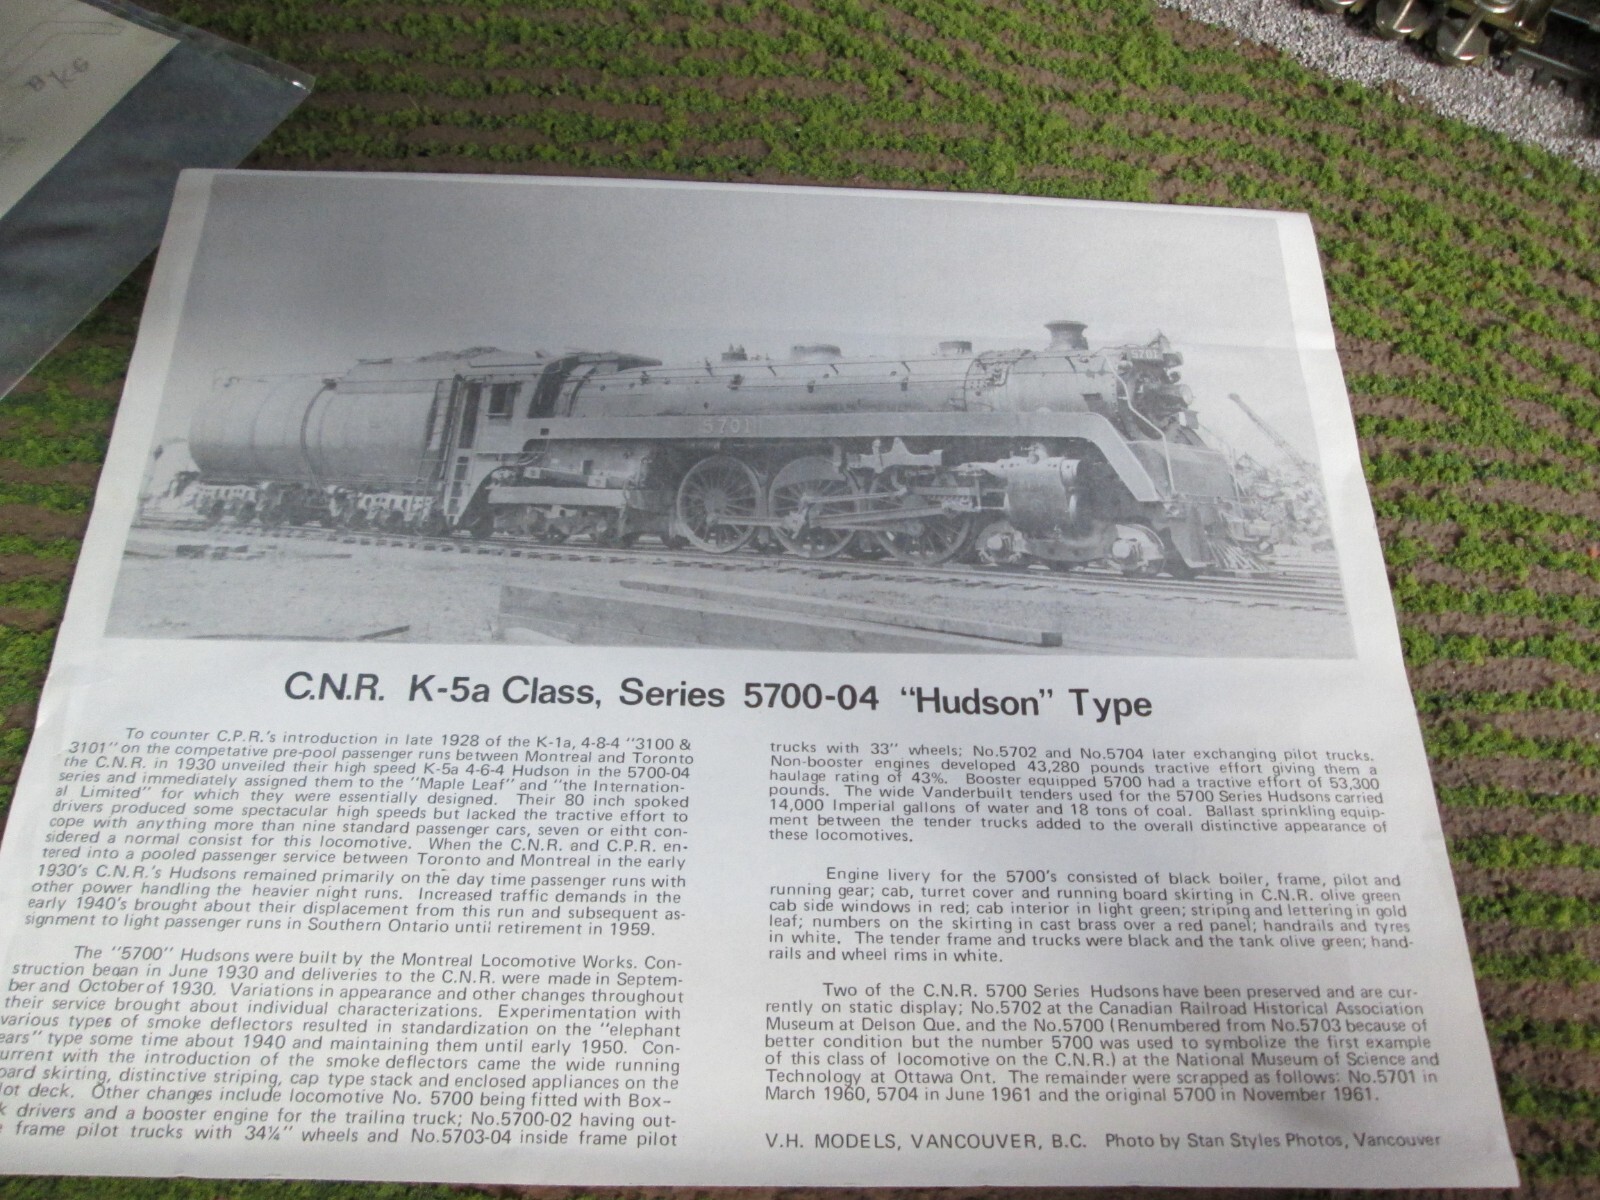 B K6
5701
5701
C.N.R. K-5a Class, Series 5700-04 “Hudson” Type
To counter C.P.R.'s introduction in late 1928 of the K-1a, 4-8-4 “3100 &
3101” on the competative pre-pool passenger runs between Montreal and Toronto
the C.N.R. in 1930 unveiled their high speed K-5a 4-6-4 Hudson in the 5700-04
series and immediately assigned them to the “Maple Leaf” and “the Internation-
al Limited” for which they were essentially designed. Their 80 inch spoked
drivers produced some spectacular high speeds but lacked the tractive effort to
cope with anything more than nine standard passenger cars, seven or eitht con-
sidered a normal consist for this locomotive. When the C.N.R. and C.P.R. en-
tered into a pooled passenger service between Toronto and Montreal in the early
1930's C.N.R.'s Hudsons remained primarily on the day time passenger runs with
other power handling the heavier night runs. Increased traffic demands in the
early 1940's brought about their displacement from this run and subsequent as-
signment to light passenger runs in Southern Ontario until retirement in 1959.
The “5700” Hudsons were built by the Montreal Locomotive Works. Con-
struction began in June 1930 and deliveries to the C.N.R. were made in Septem-
ber and October of 1930. Variations in appearance and other changes throughout
their service brought about individual characterizations. Experimentation with
various types of smoke deflectors resulted in standardization on the “elephant
ears” type some time about 1940 and maintaining them until early 1950. Con-
urrent with the introduction of the smoke deflectors came the wide running
oard skirting, distinctive striping, cap type stack and enclosed appliances on the
lot deck. Other changes include locomotive No. 5700 being fitted with Box-
k drivers and a booster engine for the trailing truck; No.5700-02 having out-
e frame pilot trucks with 34¼” wheels and No.5703-04 inside frame pilot
trucks with 33” wheels; No.5702 and No.5704 later exchanging pilot trucks.
Non-booster engines developed 43,280 pounds tractive effort giving them a
haulage rating of 43%. Booster equipped 5700 had a tractive effort of 53,300
pounds. The wide Vanderbuilt tenders used for the 5700 Series Hudsons carried
14,000 Imperial gallons of water and 18 tons of coal. Ballast sprinkling equip-
ment between the tender trucks added to the overall distinctive appearance of
these locomotives.
Engine livery for the 5700's consisted of black boiler, frame, pilot and
running gear; cab, turret cover and running board skirting in C.N.R. olive green
cab side windows in red; cab interior in light green; striping and lettering in gold
leaf; numbers on the skirting in cast brass over a red panel; handrails and tyres
in white. The tender frame and trucks were black and the tank olive green; hand-
rails and wheel rims in white.
Two of the C.N.R. 5700 Series Hudsons have been preserved and are cur-
rently on static display; No.5702 at the Canadian Railroad Historical Association
Museum at Delson Que. and the No.5700 (Renumbered from No.5703 because of
better condition but the number 5700 was used to symbolize the first example
of this class of locomotive on the C.N.R.) at the National Museum of Science and
Technology at Ottawa Ont. The remainder were scrapped as follows: No.5701 in
March 1960, 5704 in June 1961 and the original 5700 in November 1961.
V.H. MODELS, VANCOUVER, B.C. Photo by Stan Styles Photos, Vancouver